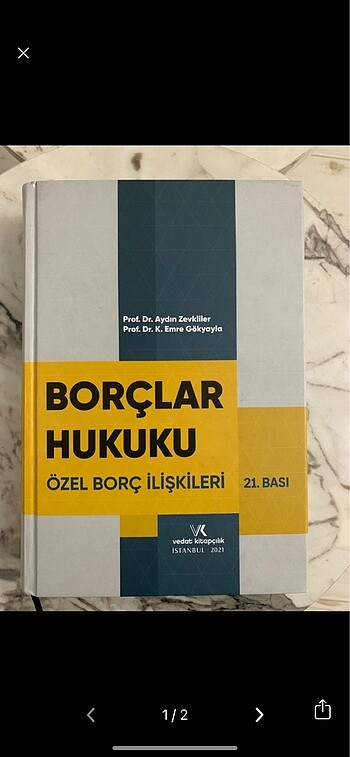 Prof. Dr. Aydın Zevkliler
Prof. Dr. K. Emre Gökyayla
BORÇLAR
HUKUKU
ÖZEL BORÇ İLİŞKİLERİ
21. BASI
VK
vedat kitapçılık
İSTANBUL 2021
1/2